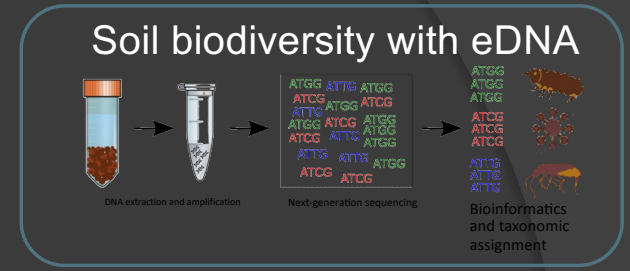 Soil biodiversity with eDNA
ATGG ATTG ATGG
ATCG ATGG ATCG
ATTG
ATGG ATCG ATGG
ATGG
ATCG ATTG ATGG
ATTG ATTG ATGG
ATCG ATCG
ATGG
ATGG
ATGG
ATCG
ATCG
ATCG
ATTG
ATTG
ATTG
DNA extraction and amplification
Next-generation sequencing
Bioinformatics
and taxonomic
assignment